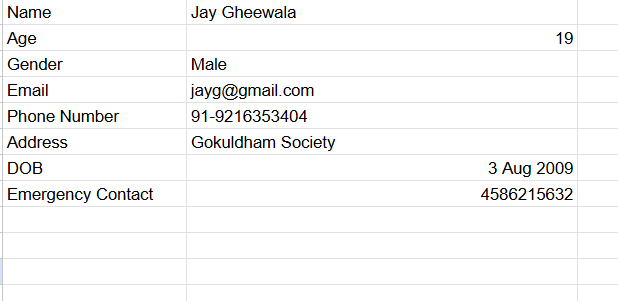 Name Jay Gheewala
Age 19
Gender Male
Email jayg@gmail.com
Phone Number 91-9216353404
Address Gokuldham Society
DOB 3 Aug 2009
Emergency Contact 4586215632